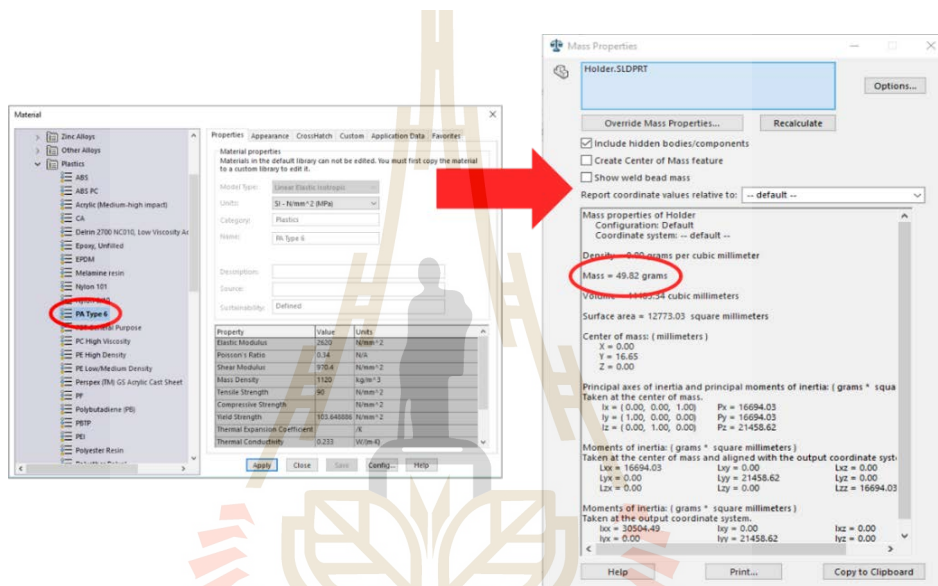 Material
Zinc Alloys
Other Alloys
Plastics
ABS
ABS PC
Acrylic (Medium-high impact)
CA
Delrin 2700 NC010, Low Viscosity Ac
Epoxy, Unfilled
EPDM
Melamine resin
Nylon 101
PA Type 6
Purpose
PC High Viscosity
PE High Density
PE Low/Medium Density
Perspex (TM) GS Acrylic Cast Sheet
PF
Polybutadiene (PB)
PBTP
PEI
Polyester Resin
Properties Appearance CrossHatch Custom Application Data Favorites
Material properties
Materials in the default library can not be edited. You must first copy the material
to a custom library to edit it.
Model Type: Linear Elastic Isotropic
Units: SI - N/mm^2 (MPa)
Category: Plastics
Name: PA Type 6
Description:
Source:
Sustainability: Defined
Property Value Units
Elastic Modulus 2620 N/mm^2
Poisson's Ratio 0.34 N/A
Shear Modulus 970.4 N/mm^2
Mass Density 1120 kg/m^3
Tensile Strength 90 N/mm^2
Compressive Strength N/mm^2
Yield Strength 103.648886 N/mm^2
Thermal Expansion Coefficient /K
Thermal Conductivity 0.233 W/(m·K)
Apply Close Save Config... Help
Mass Properties
Holder.SLDPRT
Options...
Override Mass Properties... Recalculate
Include hidden bodies/components
Create Center of Mass feature
Show weld bead mass
Report coordinate values relative to: -- default --
Mass properties of Holder
Configuration: Default
Coordinate system: -- default --
Density grams per cubic millimeter
Mass = 49.82 grams
Volume cubic millimeters
Surface area = 12773.03 square millimeters
Center of mass: ( millimeters )
X = 0.00
Y = 16.65
Z = 0.00
Principal axes of inertia and principal moments of inertia: ( grams * squa
Taken at the center of mass.
Ix = ( 0.00, 0.00, 1.00) Px = 16694.03
Iy = ( 1.00, 0.00, 0.00) Py = 16694.03
Iz = ( 0.00, 1.00, 0.00) Pz = 21458.62
Moments of inertia: ( grams * square millimeters )
Taken at the center of mass and aligned with the output coordinate syst
Lxx = 16694.03 Lxy = 0.00 Lxz = 0.00
Lyx = 0.00 Lyy = 21458.62 Lyz = 0.00
Lzx = 0.00 Lzy = 0.00 Lzz = 16694.03
Moments of inertia: ( grams * square millimeters )
Taken at the output coordinate system.
Ixx = 30504.49 Ixy = 0.00 Ixz = 0.00
Iyx = 0.00 Iyy = 21458.62 Iyz = 0.00
Help Print... Copy to Clipboard